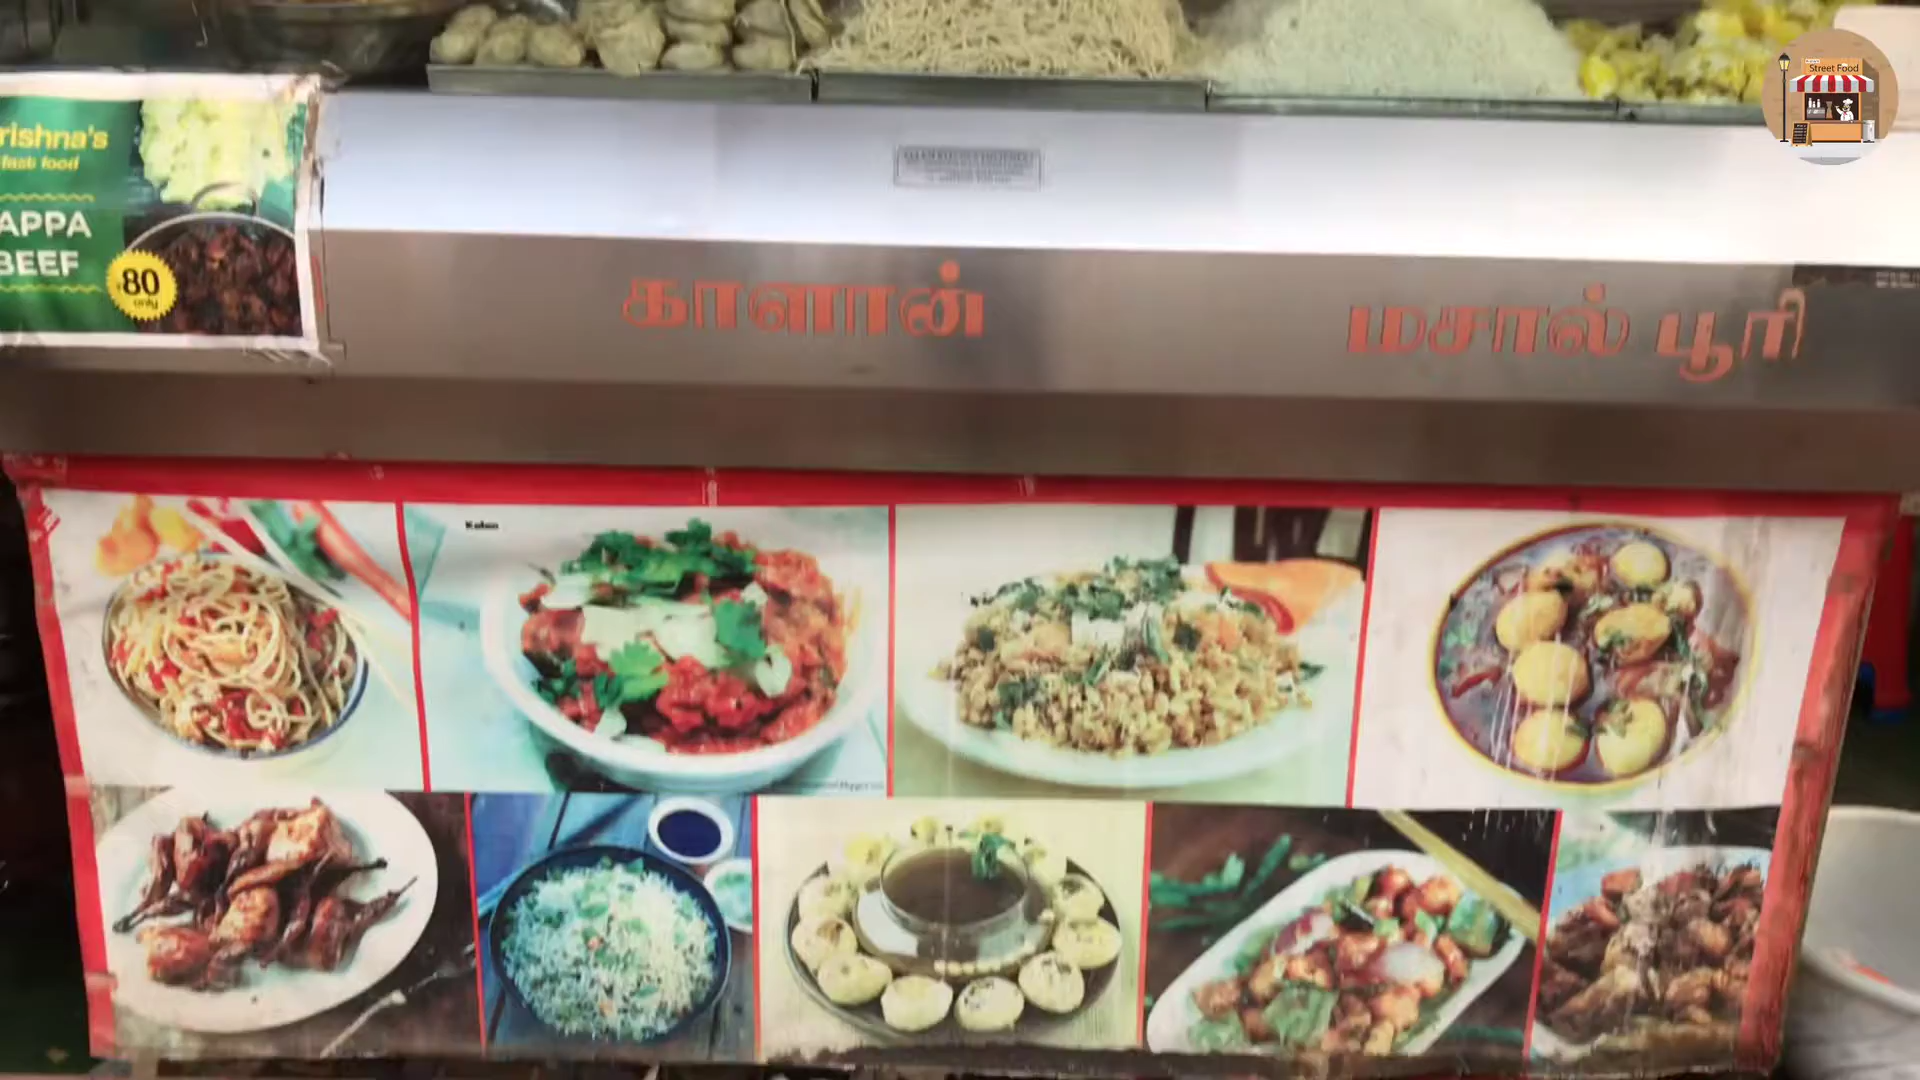 Street Food
rishna's
fast food
APPA
BEEF
80
only
காளான்
மசால் பூரி